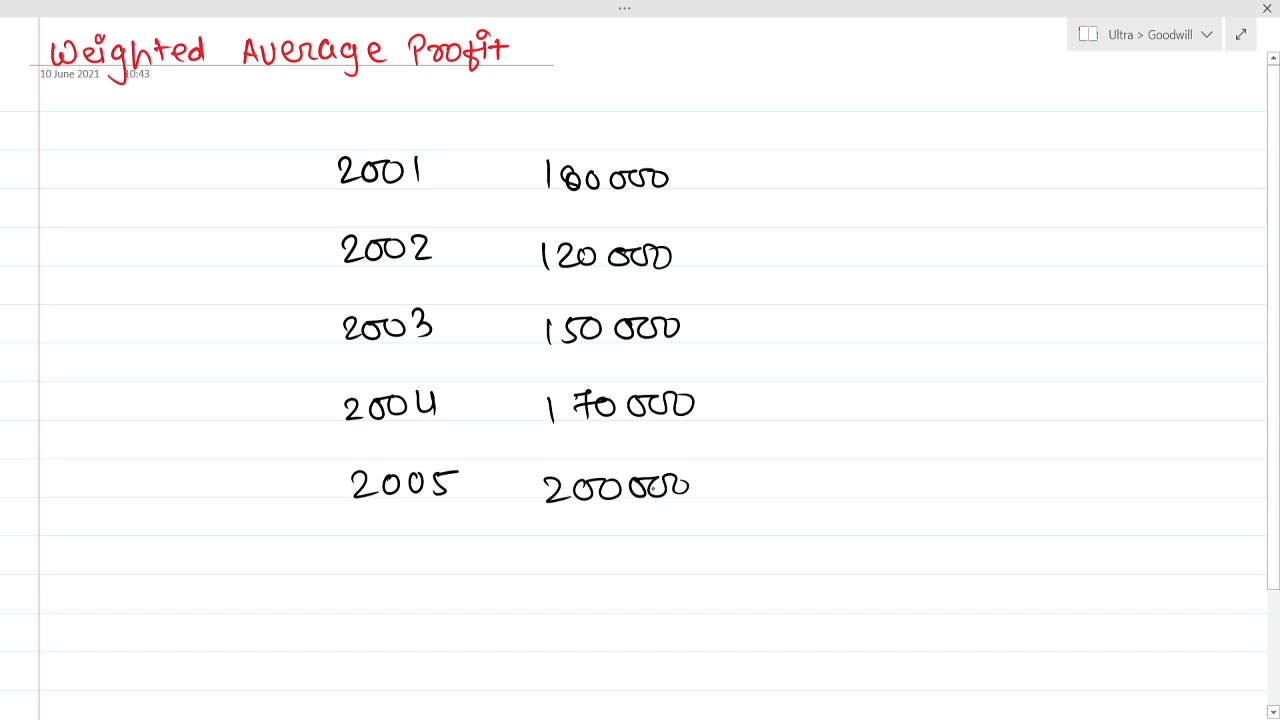 Ultra > Goodwill
Weighted Average Profit
10 June 2021 10:43
2001 100000
2002 120000
2003 150000
2004 170000
2005 200000